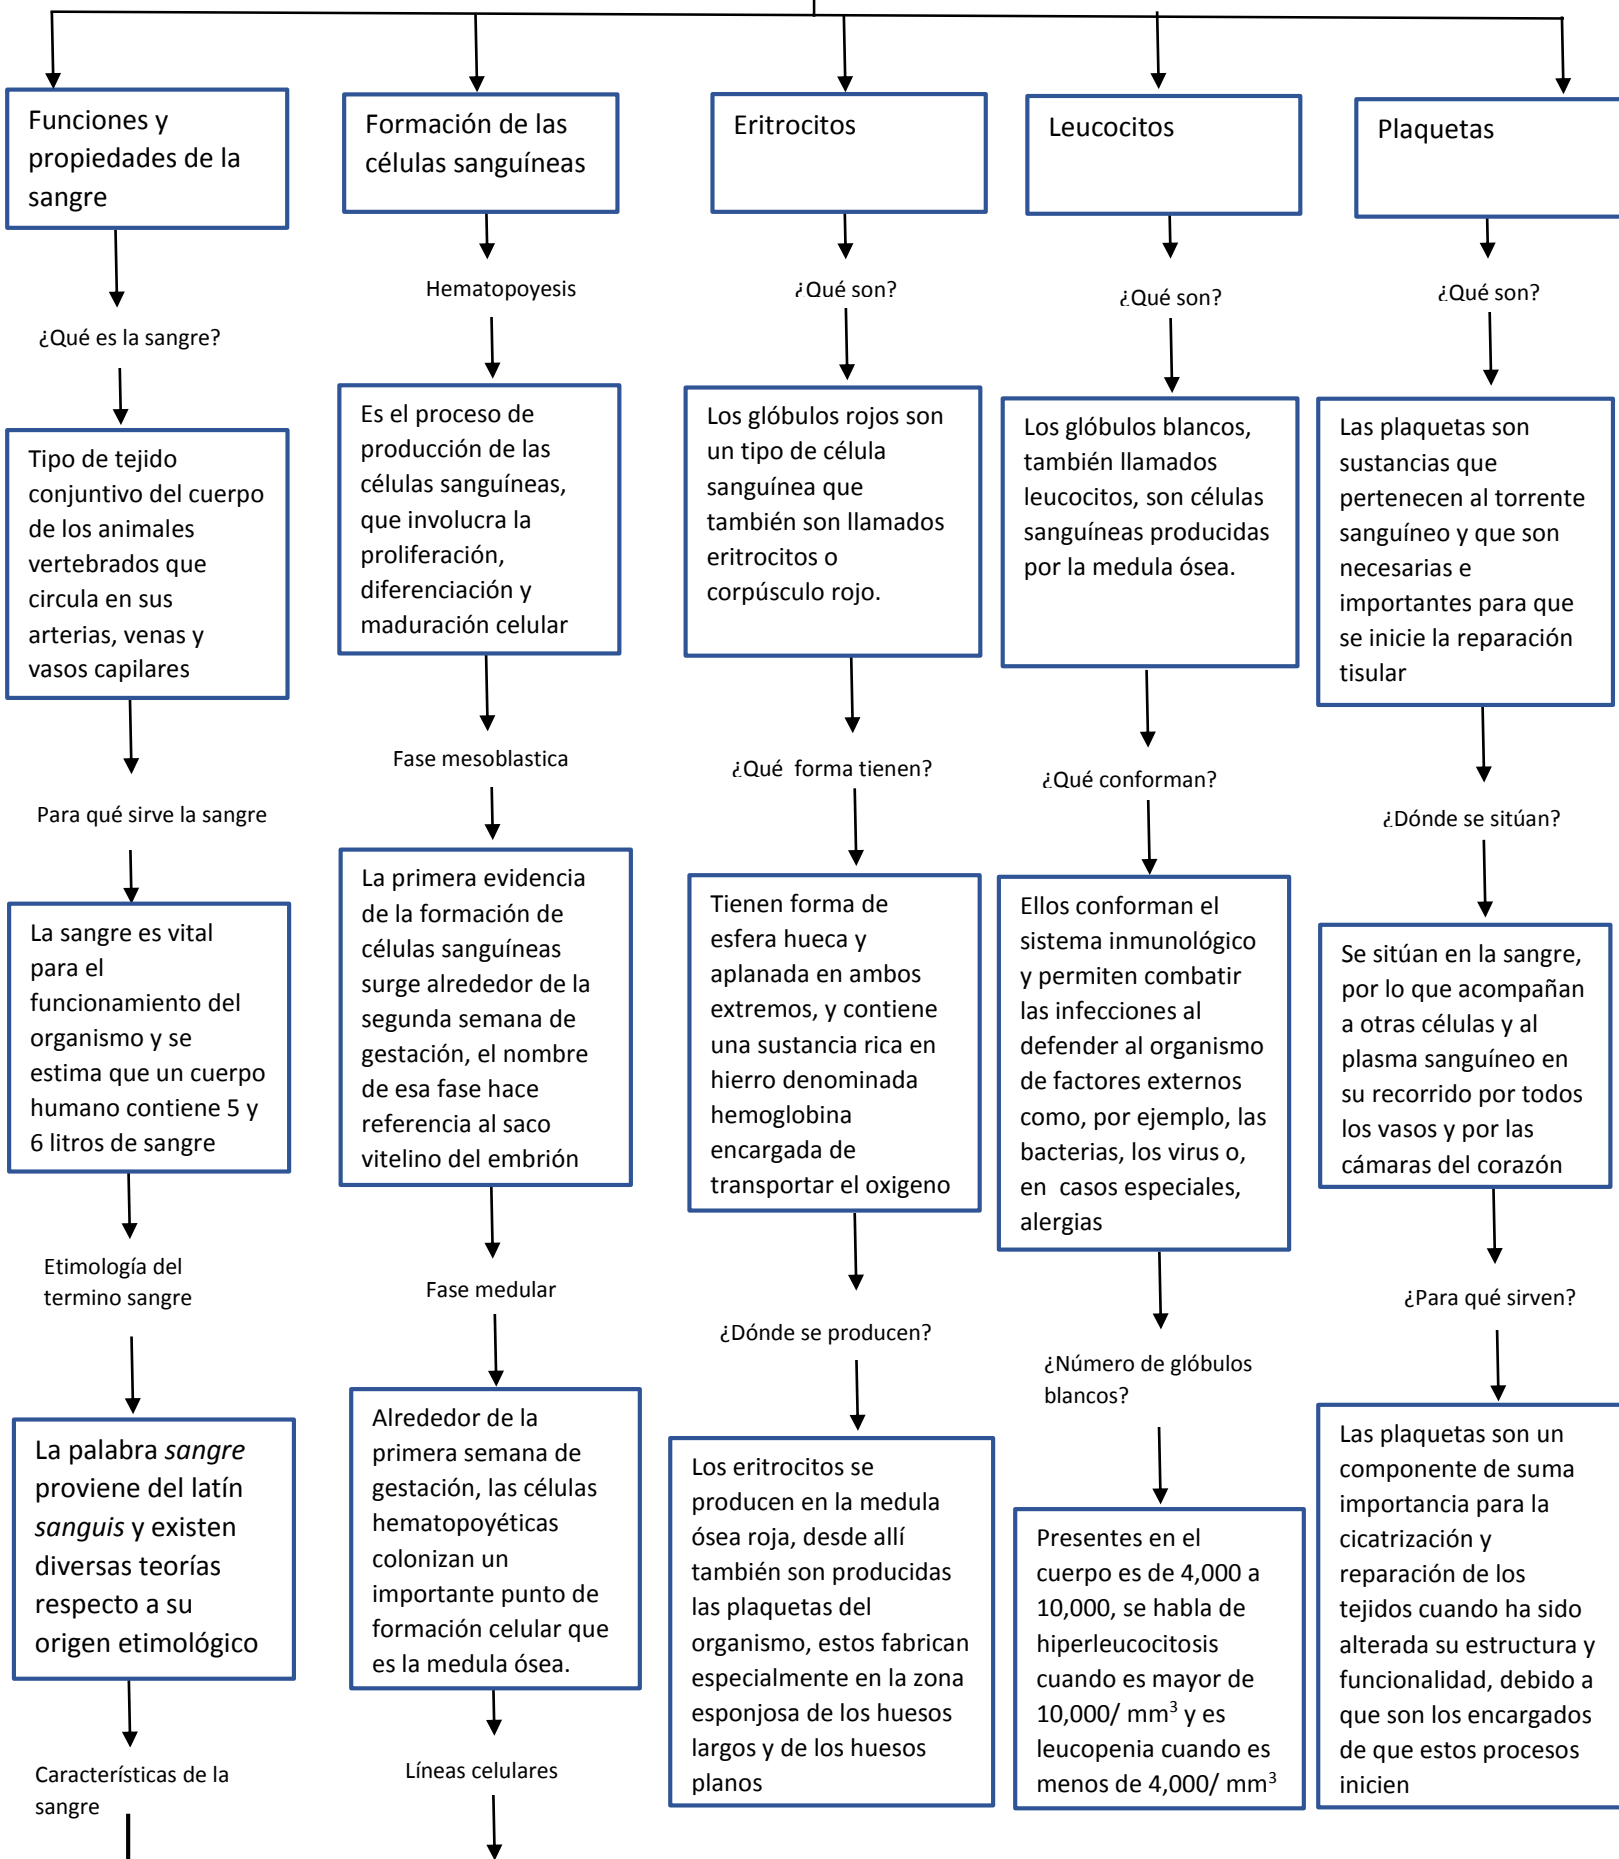 Funciones y
propiedades de la
sangre
¿Qué es la sangre?
Tipo de tejido
conjuntivo del cuerpo
de los animales
vertebrados que
circula en sus
arterias, venas y
vasos capilares
Para qué sirve la sangre
La sangre es vital
para el
funcionamiento del
organismo y se
estima que un cuerpo
humano contiene 5 y
6 litros de sangre
Etimología del
termino sangre
La palabra sangre
proviene del latín
sanguis y existen
diversas teorías
respecto a su
origen etimológico
Características de la
sangre
Formación de las
células sanguíneas
Hematopoyesis
Es el proceso de
producción de las
células sanguíneas,
que involucra la
proliferación,
diferenciación y
maduración celular
Fase mesoblastica
La primera evidencia
de la formación de
células sanguíneas
surge alrededor de la
segunda semana de
gestación, el nombre
de esa fase hace
referencia al saco
vitelino del embrión
Fase medular
Alrededor de la
primera semana de
gestación, las células
hematopoyéticas
colonizan un
importante punto de
formación celular que
es la medula ósea.
Líneas celulares
Eritrocitos
¿Qué son?
Los glóbulos rojos son
un tipo de célula
sanguínea que
también son llamados
eritrocitos o
corpúsculo rojo.
¿Qué forma tienen?
Tienen forma de
esfera hueca y
aplanada en ambos
extremos, y contiene
una sustancia rica en
hierro denominada
hemoglobina
encargada de
transportar el oxigeno
¿Dónde se producen?
Los eritrocitos se
producen en la medula
ósea roja, desde allí
también son producidas
las plaquetas del
organismo, estos fabrican
especialmente en la zona
esponjosa de los huesos
largos y de los huesos
planos
Leucocitos
¿Qué son?
Los glóbulos blancos,
también llamados
leucocitos, son células
sanguíneas producidas
por la medula ósea.
¿Qué conforman?
Ellos conforman el
sistema inmunológico
y permiten combatir
las infecciones al
defender al organismo
de factores externos
como, por ejemplo, las
bacterias, los virus o,
en casos especiales,
alergias
¿Número de glóbulos
blancos?
Presentes en el
cuerpo es de 4,000 a
10,000, se habla de
hiperleucocitosis
cuando es mayor de
10,000/ mm³ y es
leucopenia cuando es
menos de 4,000/ mm³
Plaquetas
¿Qué son?
Las plaquetas son
sustancias que
pertenecen al torrente
sanguíneo y que son
necesarias e
importantes para que
se inicie la reparación
tisular
¿Dónde se sitúan?
Se sitúan en la sangre,
por lo que acompañan
a otras células y al
plasma sanguíneo en
su recorrido por todos
los vasos y por las
cámaras del corazón
¿Para qué sirven?
Las plaquetas son un
componente de suma
importancia para la
cicatrización y
reparación de los
tejidos cuando ha sido
alterada su estructura y
funcionalidad, debido a
que son los encargados
de que estos procesos
inicien